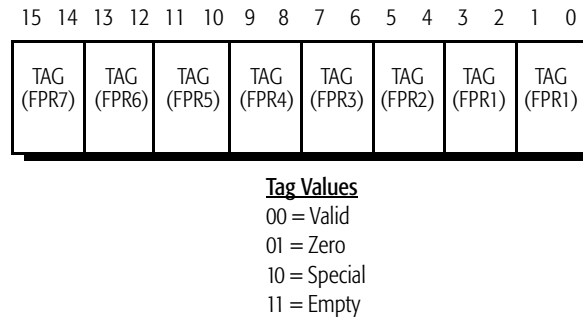 15 14 13 12 11 10 9 8 7 6 5 4 3 2 1 0
TAG TAG TAG TAG TAG TAG TAG TAG
(FPR7) (FPR6) (FPR5) (FPR4) (FPR3) (FPR2) (FPR1) (FPR1)
Tag Values
00 = Valid
01 = Zero
10 = Special
11 = Empty